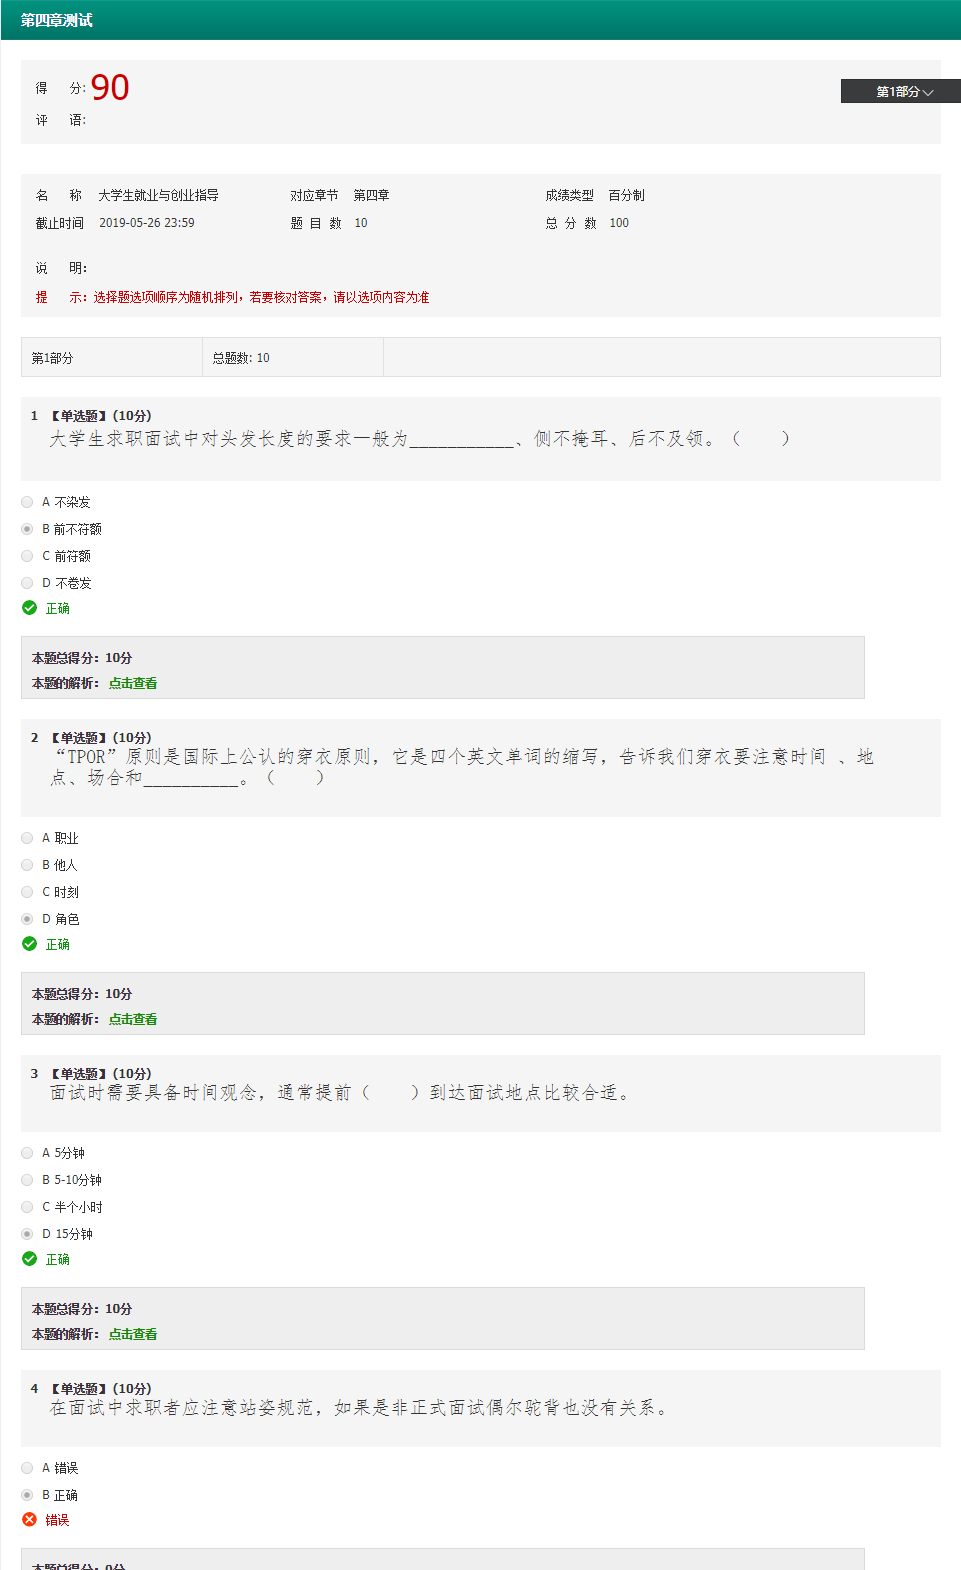 第四章测试
得 分: 90
第1部分
评 语:
名 称 大学生就业与创业指导 对应章节 第四章 成绩类型 百分制
截止时间 2019-05-26 23:59 题 目 数 10 总 分 数 100
说 明:
提 示: 选择题选项顺序为随机排列，若要核对答案，请以选项内容为准
第1部分 总题数: 10
1 【单选题】(10分)
大学生求职面试中对头发长度的要求一般为___________、侧不掩耳、后不及领。（ ）
A 不染发
B 前不符额
C 前符额
D 不卷发
正确
本题总得分：10分
本题的解析： 点击查看
2 【单选题】(10分)
“TPOR”原则是国际上公认的穿衣原则，它是四个英文单词的缩写，告诉我们穿衣要注意时间 、地
点、场合和__________。（ ）
A 职业
B 他人
C 时刻
D 角色
正确
本题总得分：10分
本题的解析： 点击查看
3 【单选题】(10分)
面试时需要具备时间观念，通常提前（ ）到达面试地点比较合适。
A 5分钟
B 5-10分钟
C 半个小时
D 15分钟
正确
本题总得分：10分
本题的解析： 点击查看
4 【单选题】(10分)
在面试中求职者应注意站姿规范，如果是非正式面试偶尔驼背也没有关系。
A 错误
B 正确
错误
本题总得分：0分